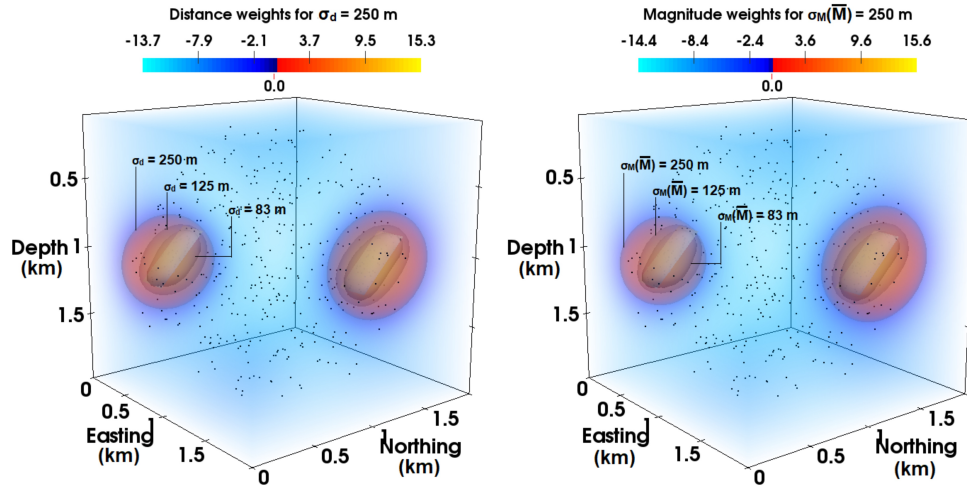 Distance weights for σd = 250 m
-13.7 -7.9 -2.1 3.7 9.5 15.3
0.0
σd = 250 m
σd = 125 m
σd = 83 m
0.5
Depth 1
(km)
1.5
0
0.5
1
Easting
(km)
1.5
0
0.5
1
Northing
(km)
1.5
Magnitude weights for σM(M̅) = 250 m
-14.4 -8.4 -2.4 3.6 9.6 15.6
0.0
σM(M̅) = 250 m
σM(M̅) = 125 m
σM(M̅) = 83 m
0.5
Depth 1
(km)
1.5
0
0.5
1
Easting
(km)
1.5
0
0.5
1
Northing
(km)
1.5